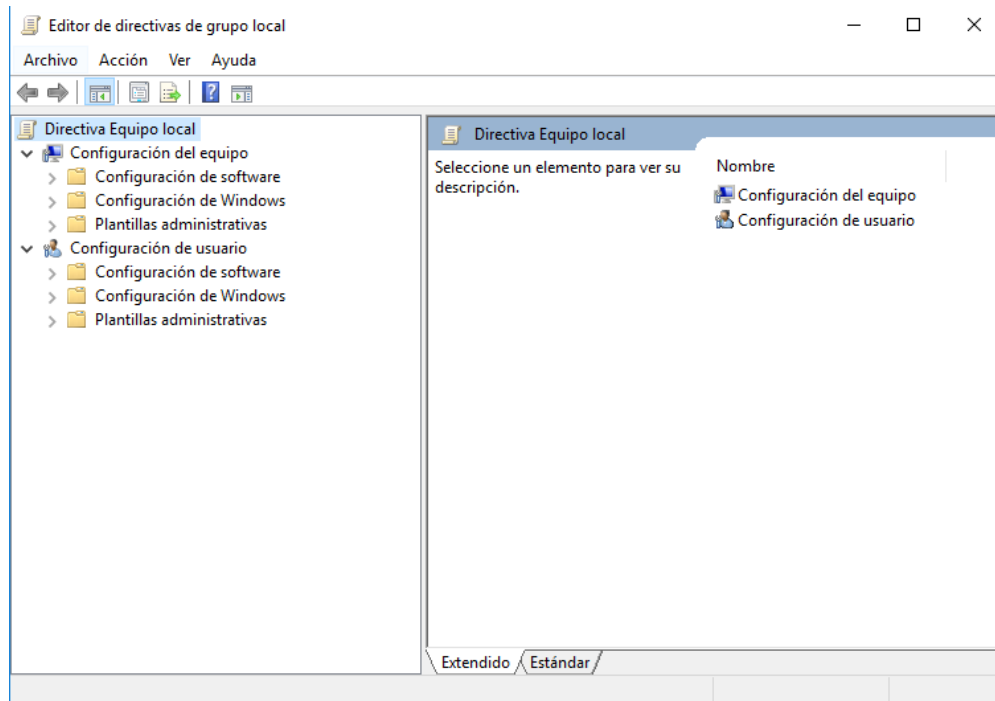 Editor de directivas de grupo local
Archivo Acción Ver Ayuda
Directiva Equipo local
Configuración del equipo
Configuración de software
Configuración de Windows
Plantillas administrativas
Configuración de usuario
Configuración de software
Configuración de Windows
Plantillas administrativas
Directiva Equipo local
Seleccione un elemento para ver su
descripción.
Nombre
Configuración del equipo
Configuración de usuario
Extendido Estándar